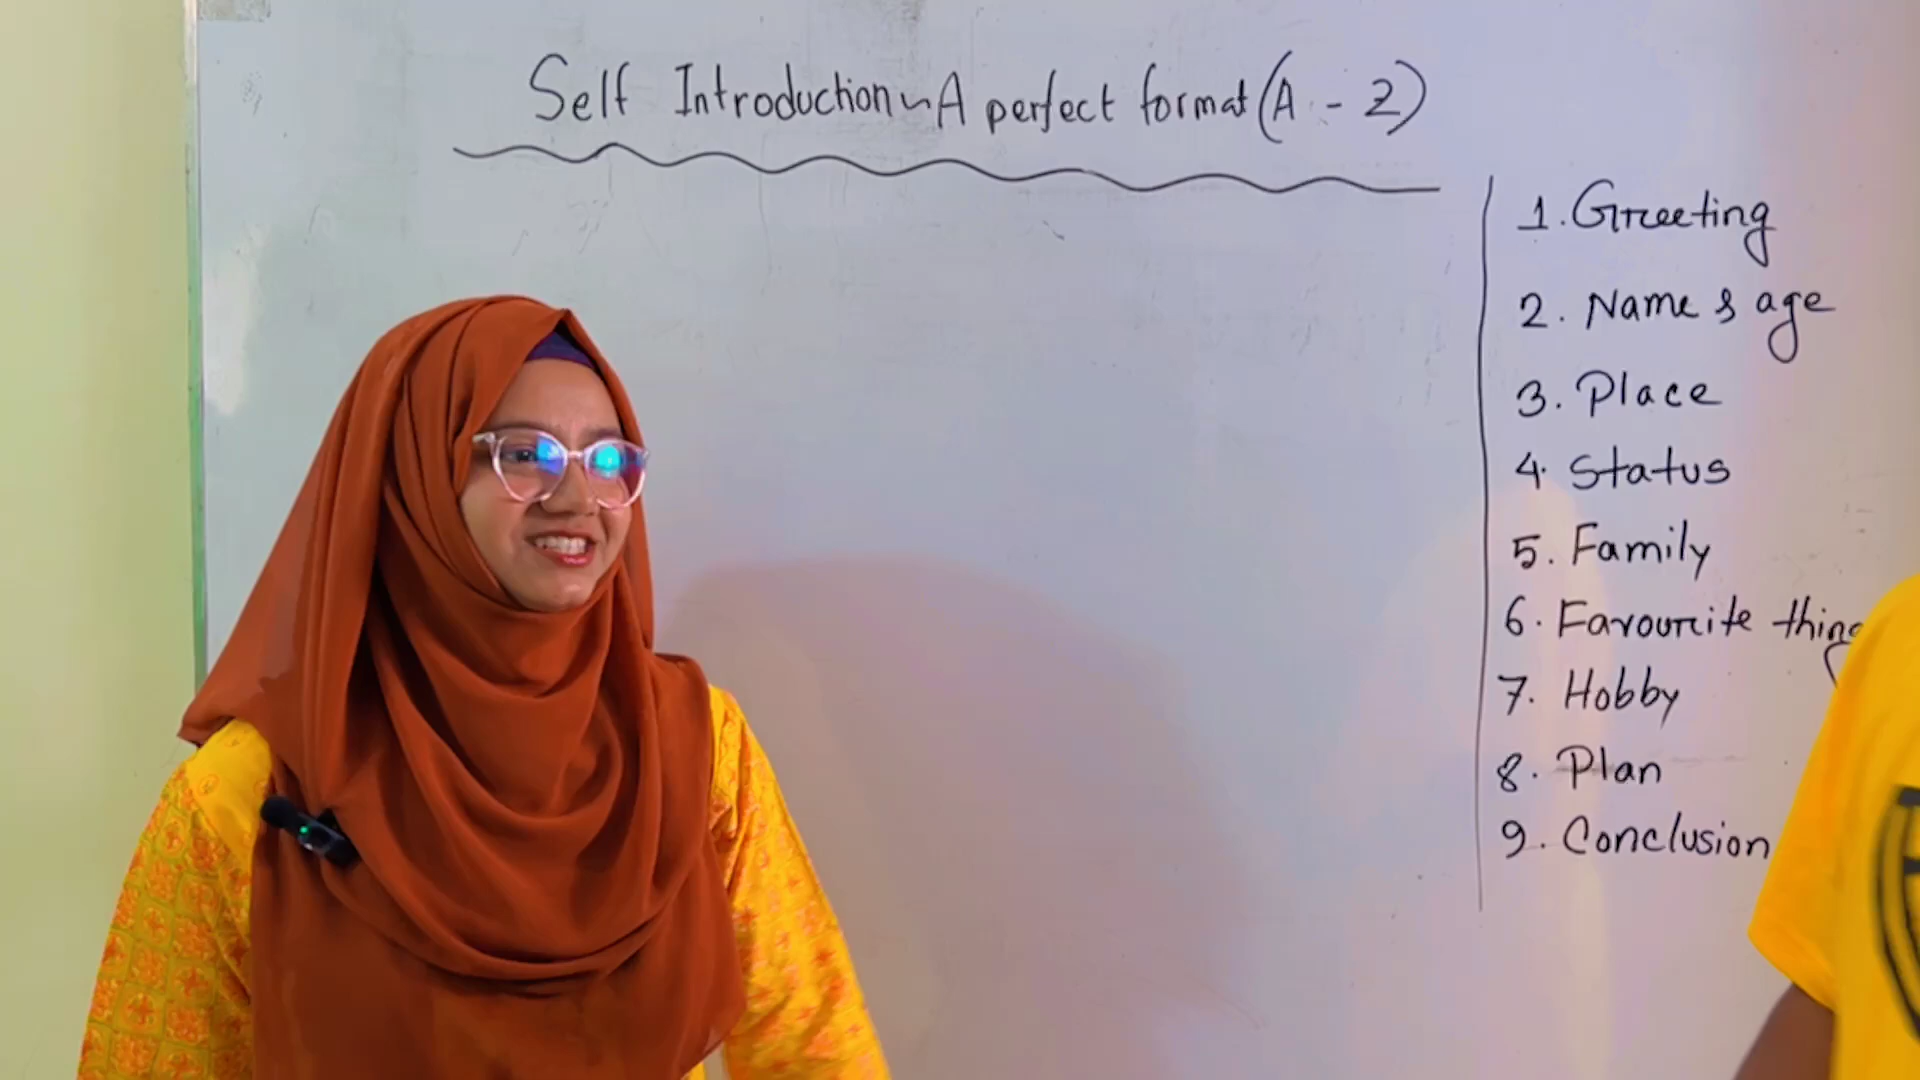 Self Introduction ~ A perfect format (A - Z)
1. Greeting
2. Name & age
3. Place
4. Status
5. Family
6. Favourite thing
7. Hobby
8. Plan
9. Conclusion